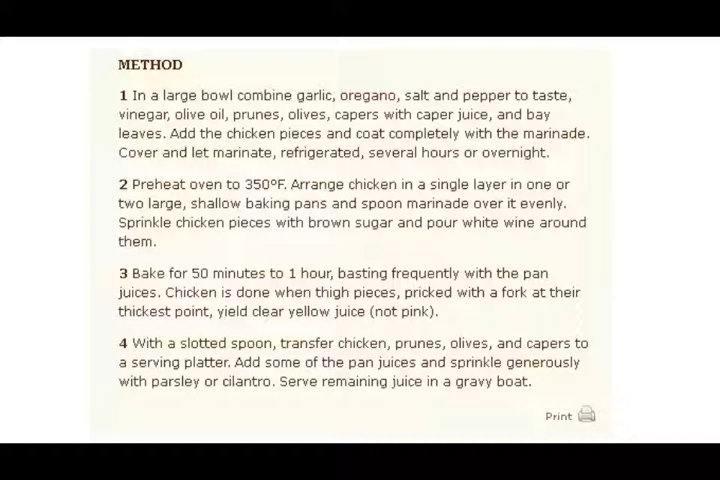 METHOD
1 In a large bowl combine garlic, oregano, salt and pepper to taste,
vinegar, olive oil, prunes, olives, capers with caper juice, and bay
leaves. Add the chicken pieces and coat completely with the marinade.
Cover and let marinate, refrigerated, several hours or overnight.
2 Preheat oven to 350°F. Arrange chicken in a single layer in one or
two large, shallow baking pans and spoon marinade over it evenly.
Sprinkle chicken pieces with brown sugar and pour white wine around
them.
3 Bake for 50 minutes to 1 hour, basting frequently with the pan
juices. Chicken is done when thigh pieces, pricked with a fork at their
thickest point, yield clear yellow juice (not pink).
4 With a slotted spoon, transfer chicken, prunes, olives, and capers to
a serving platter. Add some of the pan juices and sprinkle generously
with parsley or cilantro. Serve remaining juice in a gravy boat.
Print